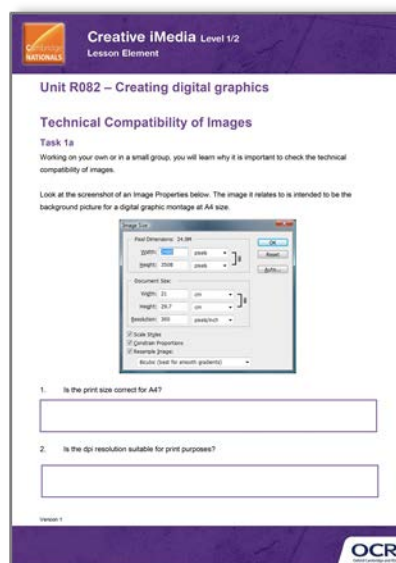 Cambridge
NATIONALS
Creative iMedia Level 1/2
Lesson Element
Unit R082 – Creating digital graphics
Technical Compatibility of Images
Task 1a
Working on your own or in a small group, you will learn why it is important to check the technical
compatibility of images.
Look at the screenshot of an Image Properties below. The image it relates to is intended to be the
background picture for a digital graphic montage at A4 size.
Image Size
Pixel Dimensions: 24.9M
Width: pixels
Height: 3508 pixels
OK
Reset
Auto...
Document Size:
Width: 21 cm
Height: 29.7 cm
Resolution: 300 pixels/inch
Scale Styles
Constrain Proportions
Resample Image:
Bicubic (best for smooth gradients)
1. Is the print size correct for A4?
2. Is the dpi resolution suitable for print purposes?
Version 1
OCR